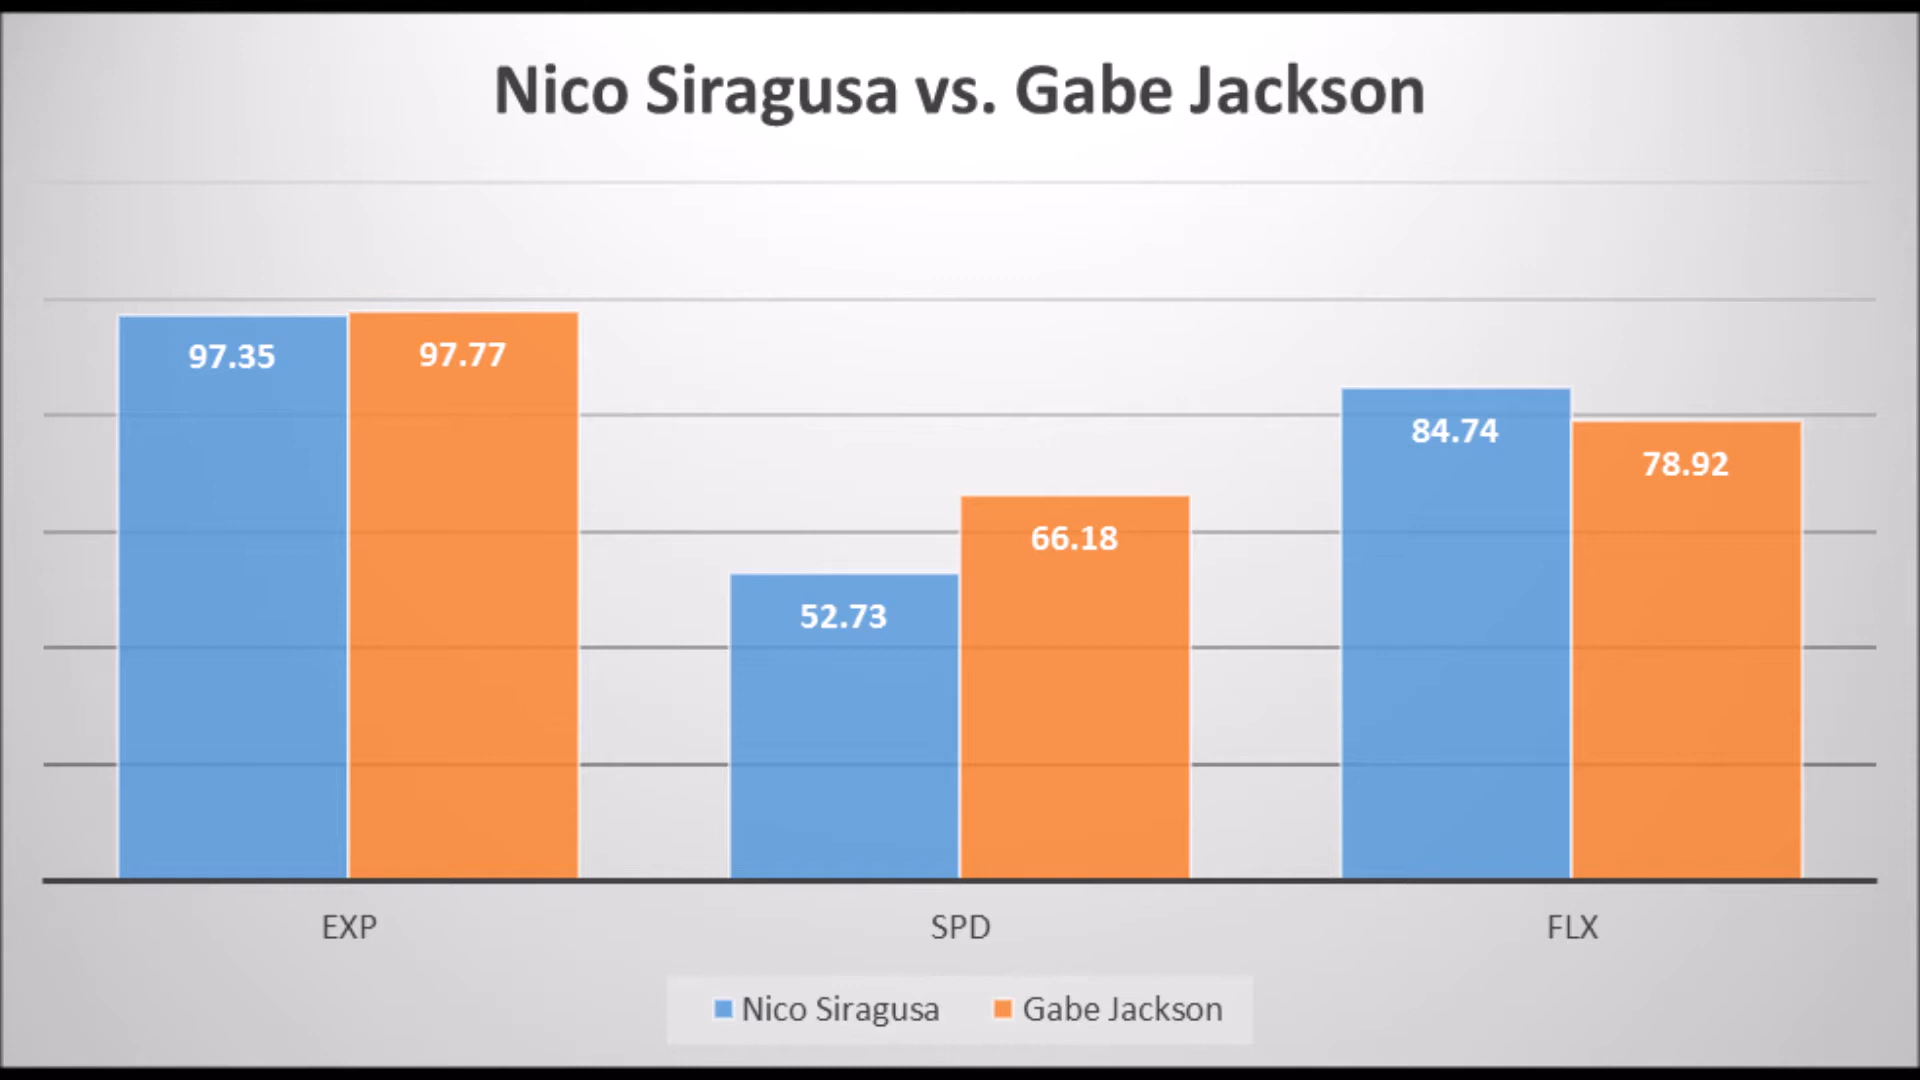 Nico Siragusa vs. Gabe Jackson
97.35
97.77
52.73
66.18
84.74
78.92
EXP
SPD
FLX
Nico Siragusa
Gabe Jackson